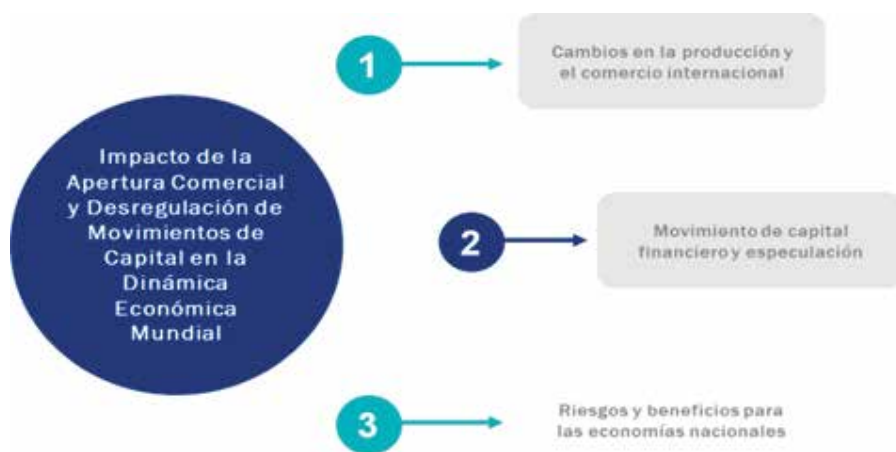 Impacto de la
Apertura Comercial
y Desregulación de
Movimientos de
Capital en la
Dinámica
Económica
Mundial
1
Cambios en la producción y
el comercio internacional
2
Movimiento de capital
financiero y especulación
3
Riesgos y beneficios para
las economías nacionales